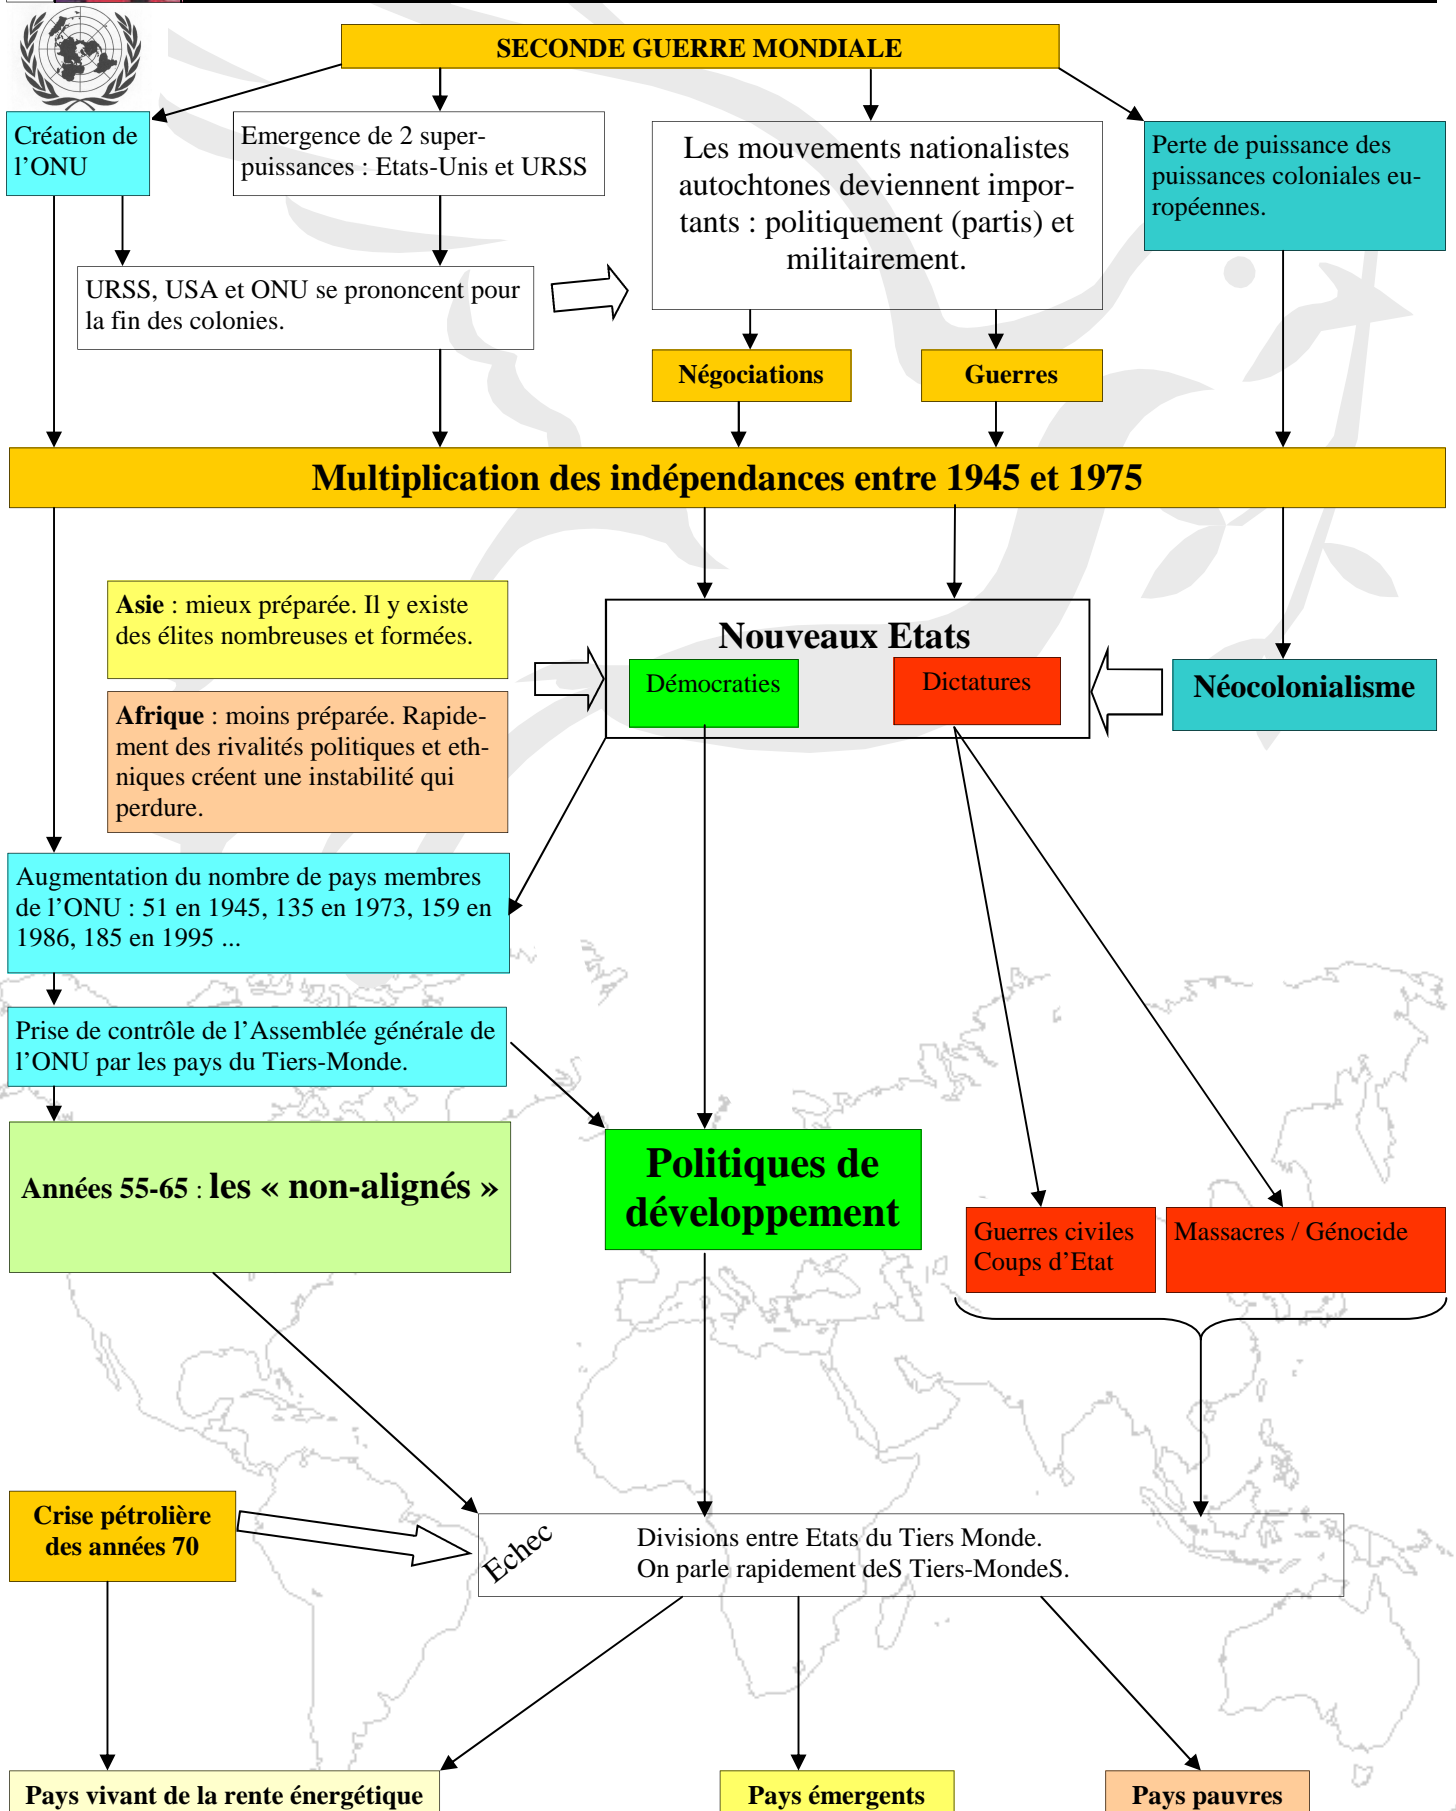 SECONDE GUERRE MONDIALE
Création de
l’ONU
Emergence de 2 super-
puissances : Etats-Unis et URSS
Les mouvements nationalistes
autochtones deviennent impor-
tants : politiquement (partis) et
militairement.
Perte de puissance des
puissances coloniales eu-
ropéennes.
URSS, USA et ONU se prononcent pour
la fin des colonies.
Négociations
Guerres
Multiplication des indépendances entre 1945 et 1975
Asie : mieux préparée. Il y existe
des élites nombreuses et formées.
Afrique : moins préparée. Rapide-
ment des rivalités politiques et eth-
niques créent une instabilité qui
perdure.
Nouveaux Etats
Démocraties
Dictatures
Néocolonialisme
Augmentation du nombre de pays membres
de l’ONU : 51 en 1945, 135 en 1973, 159 en
1986, 185 en 1995 ...
Prise de contrôle de l’Assemblée générale de
l’ONU par les pays du Tiers-Monde.
Années 55-65 : les « non-alignés »
Politiques de
développement
Guerres civiles
Coups d’Etat
Massacres / Génocide
Crise pétrolière
des années 70
Echec
Divisions entre Etats du Tiers Monde.
On parle rapidement deS Tiers-MondeS.
Pays vivant de la rente énergétique
Pays émergents
Pays pauvres